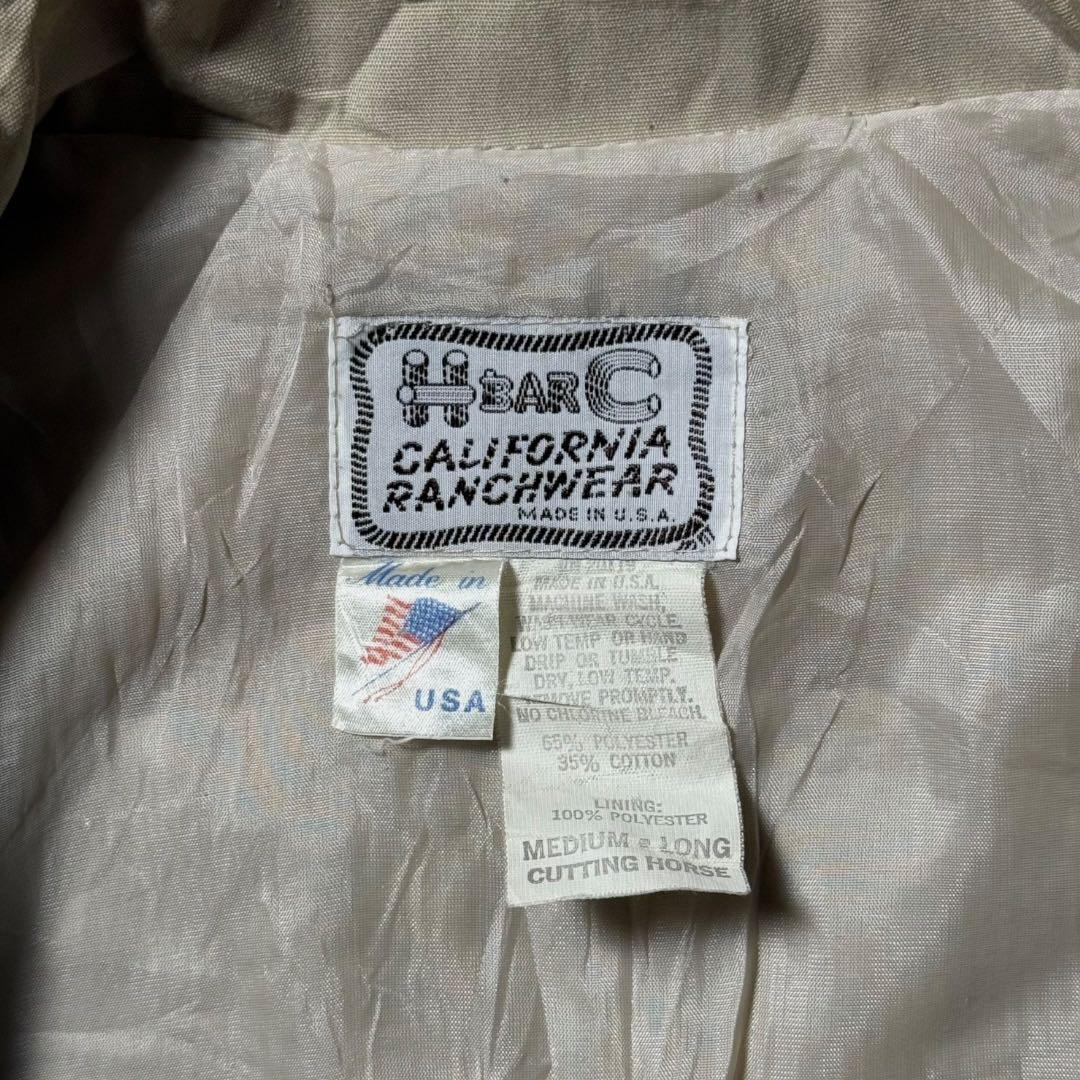 H BAR C
CALIFORNIA
RANCHWEAR
MADE IN U.S.A.
Made in
USA
RN 20119
MADE IN U.S.A.
MACHINE WASH,
WASH WEAR CYCLE.
LOW TEMP OR HAND
DRIP OR TUMBLE
DRY, LOW TEMP.
REMOVE PROMPTLY.
NO CHLORINE BLEACH.
65% POLYESTER
35% COTTON
LINING:
100% POLYESTER
MEDIUM = LONG
CUTTING HORSE